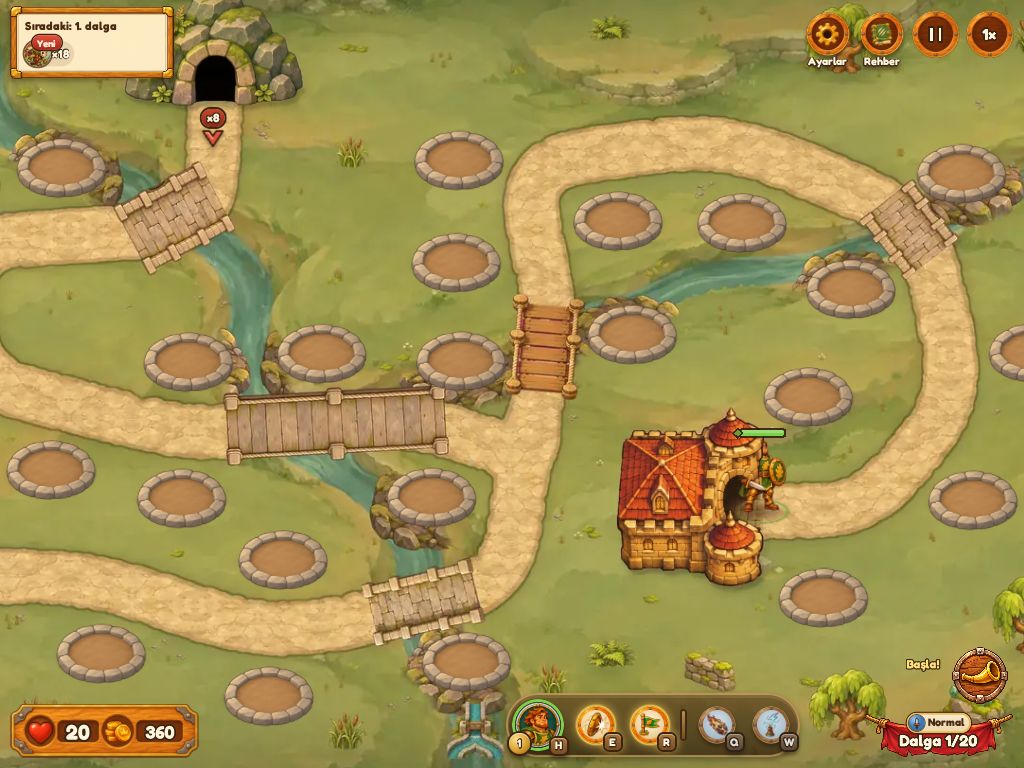 Sıradaki: 1. dalga
Yeni
x18
x8
Ayarlar
Rehber
1x
20
360
1
H
E
R
Q
W
Başla!
Normal
Dalga 1/20